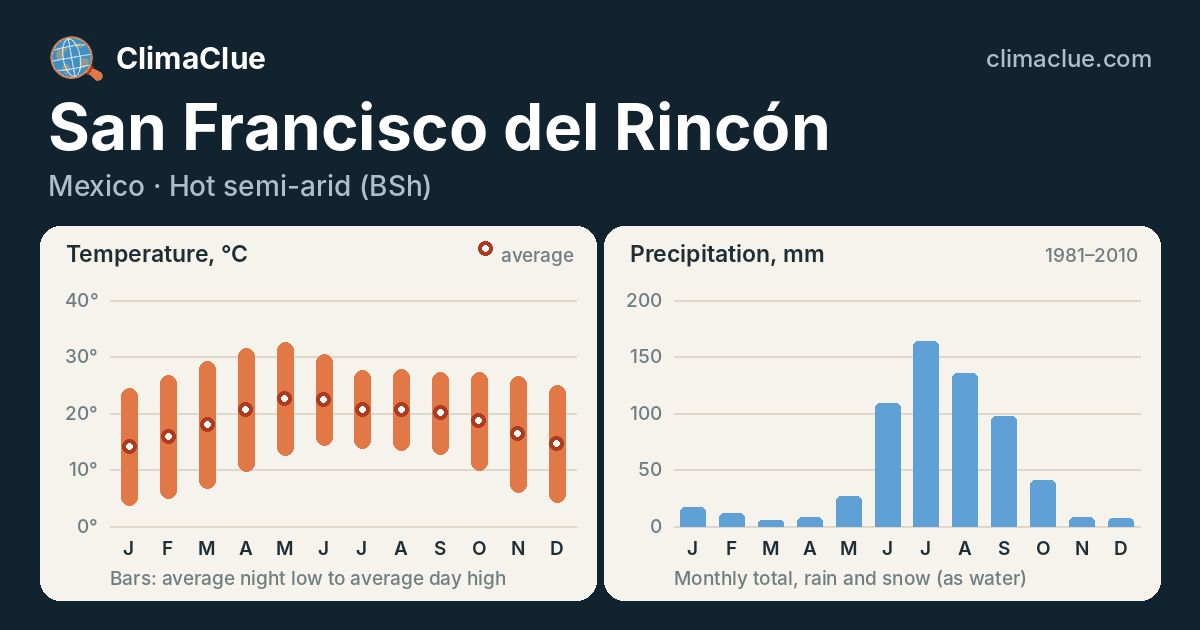 ClimaClue
climaclue.com
San Francisco del Rincón
Mexico · Hot semi-arid (BSh)
Temperature, °C
average
40°
30°
20°
10°
0°
J F M A M J J A S O N D
Bars: average night low to average day high
Precipitation, mm
1981–2010
200
150
100
50
0
J F M A M J J A S O N D
Monthly total, rain and snow (as water)